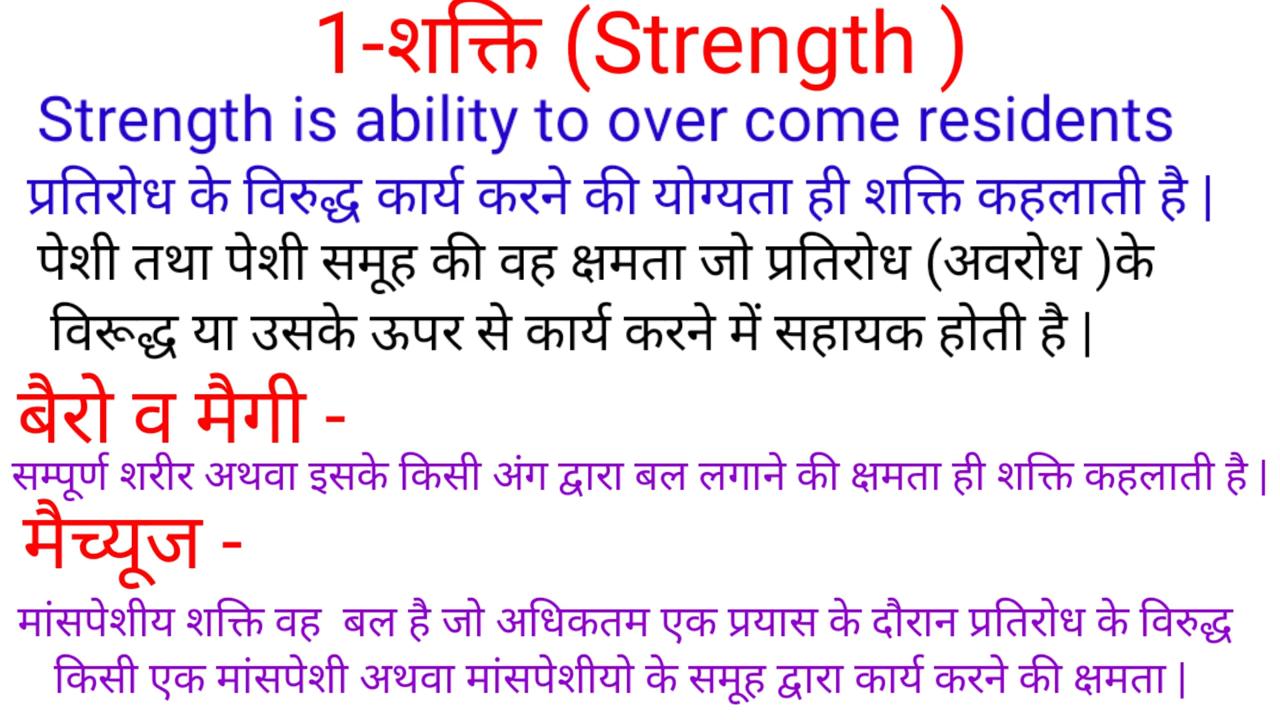 1-शक्ति (Strength )
Strength is ability to over come residents
प्रतिरोध के विरुद्ध कार्य करने की योग्यता ही शक्ति कहलाती है |
पेशी तथा पेशी समूह की वह क्षमता जो प्रतिरोध (अवरोध )के
विरूद्ध या उसके ऊपर से कार्य करने में सहायक होती है |
बैरो व मैगी -
सम्पूर्ण शरीर अथवा इसके किसी अंग द्वारा बल लगाने की क्षमता ही शक्ति कहलाती है |
मैच्यूज -
मांसपेशीय शक्ति वह  बल है जो अधिकतम एक प्रयास के दौरान प्रतिरोध के विरुद्ध
किसी एक मांसपेशी अथवा मांसपेशीयो के समूह द्वारा कार्य करने की क्षमता |